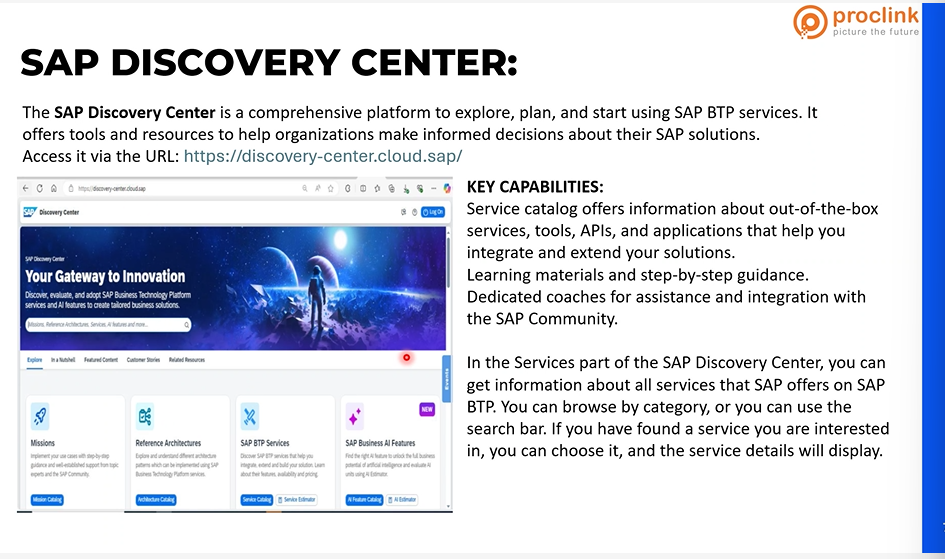 proclink
picture the future
SAP DISCOVERY CENTER:
The SAP Discovery Center is a comprehensive platform to explore, plan, and start using SAP BTP services. It
offers tools and resources to help organizations make informed decisions about their SAP solutions.
Access it via the URL: https://discovery-center.cloud.sap/
https://discovery-center.cloud.sap
SAP Discovery Center
Log On
SAP Discovery Center
Your Gateway to Innovation
Discover, evaluate, and adopt SAP Business Technology Platform
services and AI features to create tailored business solutions.
Missions, Reference Architectures, Services, AI features and more...
Explore In a Nutshell Featured Content Customer Stories Related Resources
Events
NEW
Missions
Implement your use cases with step-by-step
guidance and well-established support from topic
experts and the SAP Community.
Mission Catalog
Reference Architectures
Explore and understand different architecture
patterns which can be implemented using SAP
Business Technology Platform services.
Architecture Catalog
SAP BTP Services
Discover SAP BTP services that help you
integrate, extend and build your solution. Learn
about their features, availability and pricing.
Service Catalog Service Estimator
SAP Business AI Features
Find the right AI feature to unlock the full business
potential of artificial intelligence and evaluate AI
units using AI Estimator.
AI Feature Catalog AI Estimator
KEY CAPABILITIES:
Service catalog offers information about out-of-the-box
services, tools, APIs, and applications that help you
integrate and extend your solutions.
Learning materials and step-by-step guidance.
Dedicated coaches for assistance and integration with
the SAP Community.
In the Services part of the SAP Discovery Center, you can
get information about all services that SAP offers on SAP
BTP. You can browse by category, or you can use the
search bar. If you have found a service you are interested
in, you can choose it, and the service details will display.